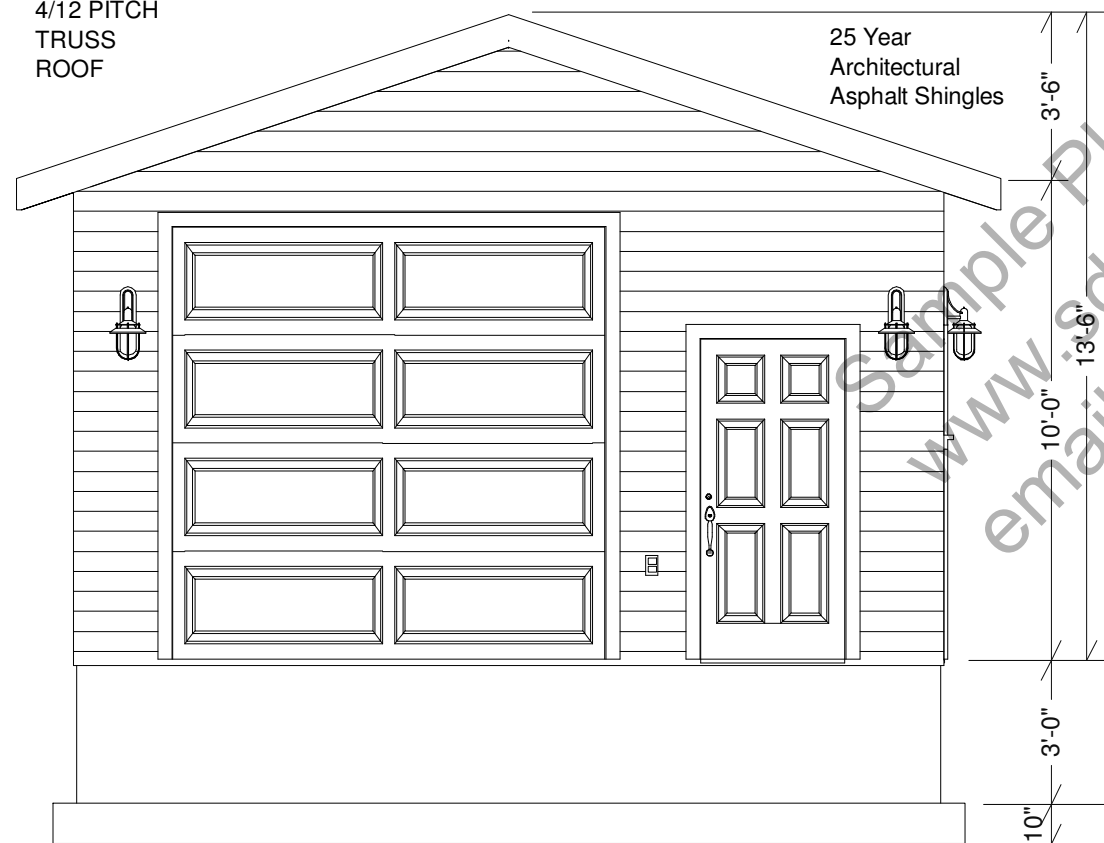 4/12 PITCH
TRUSS
ROOF
25 Year
Architectural
Asphalt Shingles
3'-6"
13'-6"
10'-0"
3'-0"
10"
Sample
www.sd
email